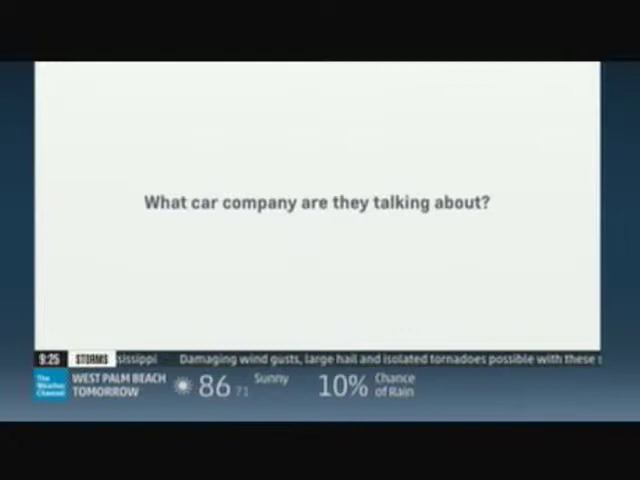 What car company are they talking about?
9:25 STORMS sissippi Damaging wind gusts, large hail and isolated tornadoes possible with these s
The Weather Channel
WEST PALM BEACH TOMORROW
86 71 Sunny
10% Chance of Rain